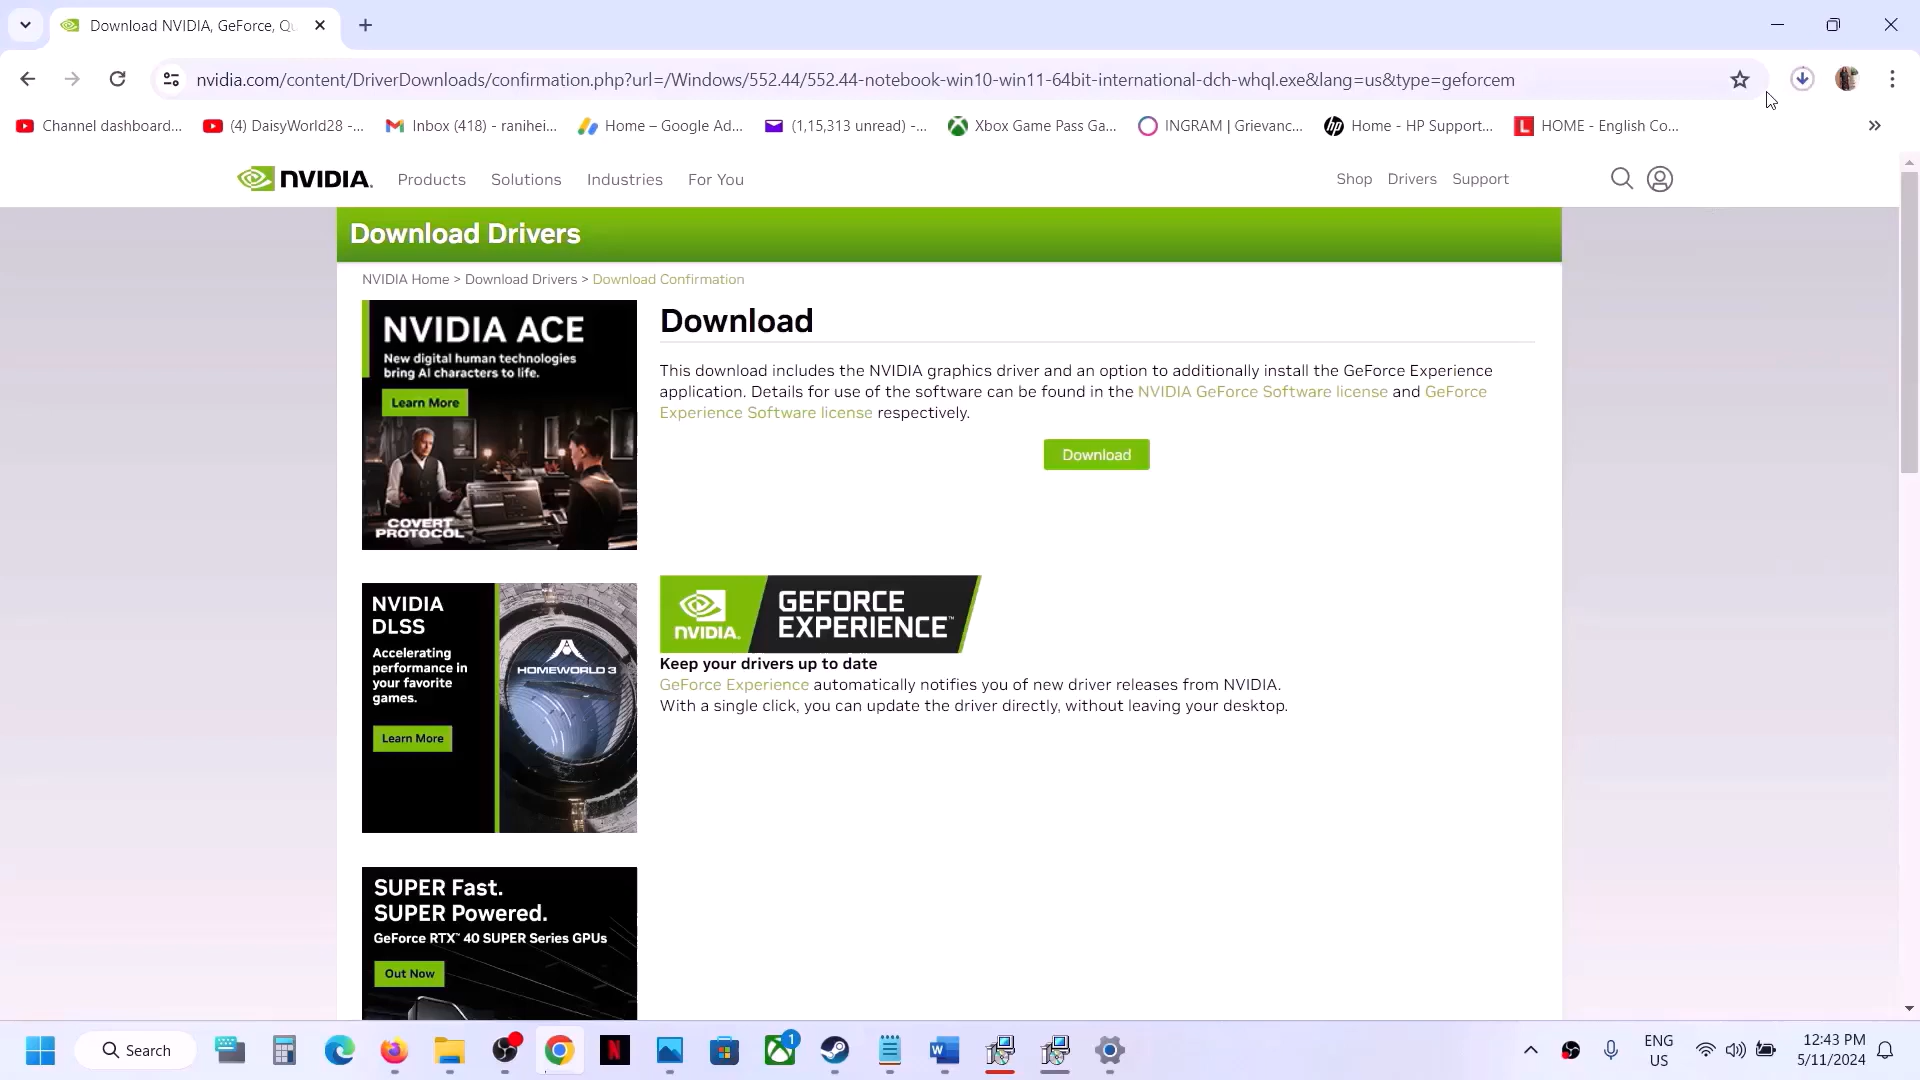 Download NVIDIA, GeForce, Qu
nvidia.com/content/DriverDownloads/confirmation.php?url=/Windows/552.44/552.44-notebook-win10-win11-64bit-international-dch-whql.exe&lang=us&type=geforcem
Channel dashboard...
(4) DaisyWorld28 -...
Inbox (418) - ranihei...
Home – Google Ad...
(1,15,313 unread) -...
Xbox Game Pass Ga...
INGRAM | Grievanc...
Home - HP Support...
HOME - English Co...
NVIDIA.
Products
Solutions
Industries
For You
Shop
Drivers
Support
Download Drivers
NVIDIA Home > Download Drivers > Download Confirmation
NVIDIA ACE
New digital human technologies
bring AI characters to life.
Learn More
COVERT
PROTOCOL
Download
This download includes the NVIDIA graphics driver and an option to additionally install the GeForce Experience
application. Details for use of the software can be found in the NVIDIA GeForce Software license and GeForce
Experience Software license respectively.
Download
NVIDIA
DLSS
Accelerating
performance in
your favorite
games.
Learn More
HOMEWORLD 3
NVIDIA.
GEFORCE
EXPERIENCE™
Keep your drivers up to date
GeForce Experience automatically notifies you of new driver releases from NVIDIA.
With a single click, you can update the driver directly, without leaving your desktop.
SUPER Fast.
SUPER Powered.
GeForce RTX™ 40 SUPER Series GPUs
Out Now
Search
1
ENG
US
12:43 PM
5/11/2024